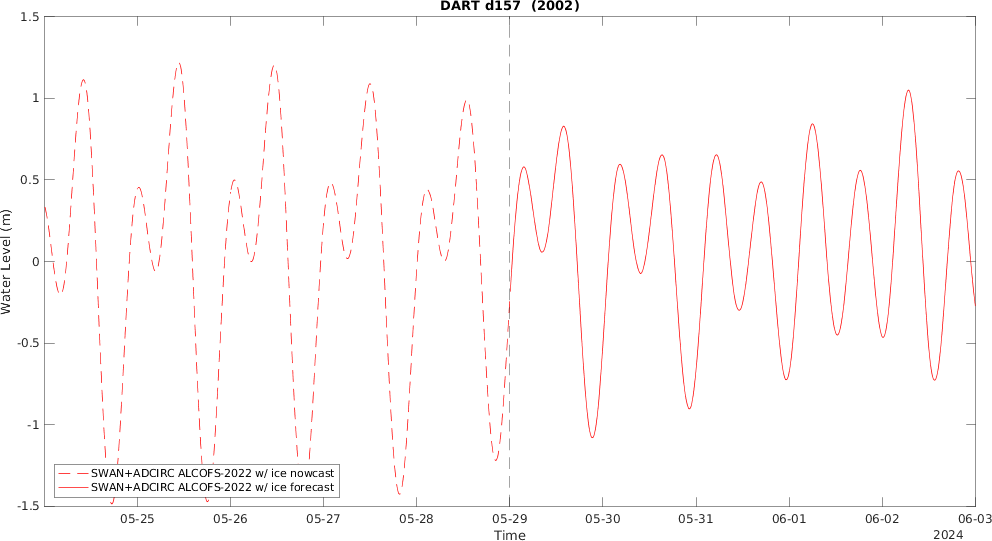 DART d157 (2002)
1.5
1
0.5
0
-0.5
-1
-1.5
Water Level (m)
SWAN+ADCIRC ALCOFS-2022 w/ ice nowcast
SWAN+ADCIRC ALCOFS-2022 w/ ice forecast
05-25 05-26 05-27 05-28 05-29 05-30 05-31 06-01 06-02 06-03
Time
2024